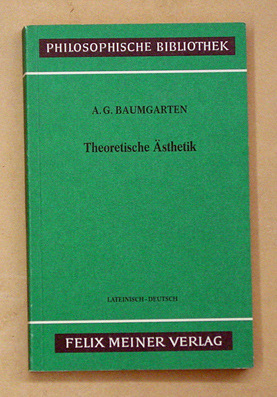 PHILOSOPHISCHE BIBLIOTHEK
A. G. BAUMGARTEN
Theoretische Ästhetik
LATEINISCH–DEUTSCH
FELIX MEINER VERLAG